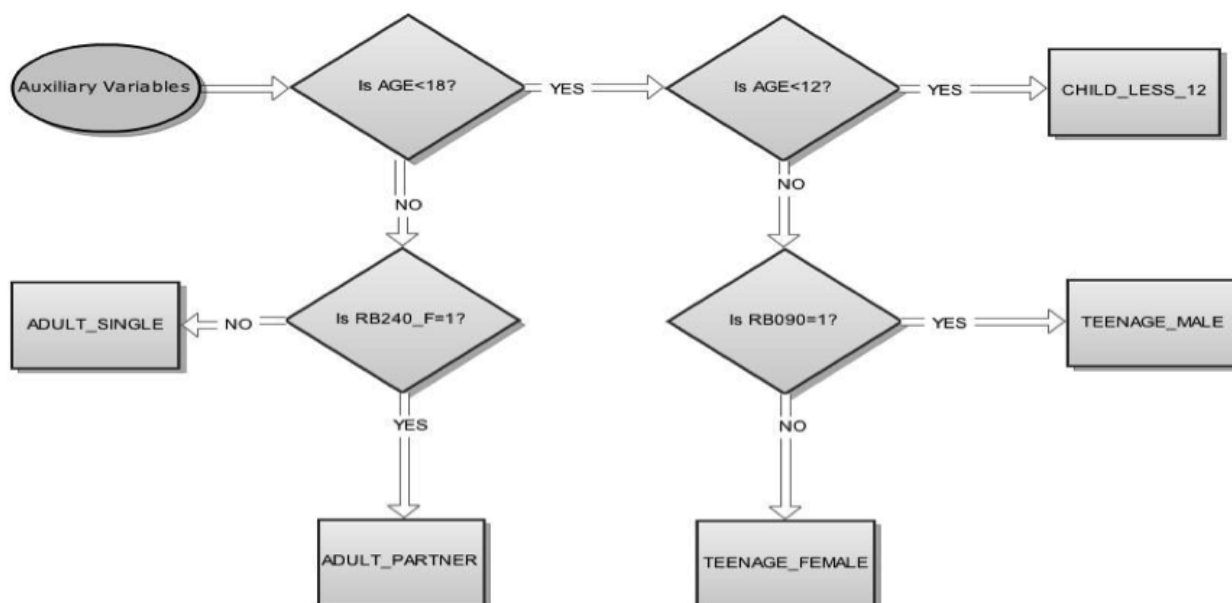 Auxiliary Variables
Is AGE<18?
YES
Is AGE<12?
YES
CHILD_LESS_12
NO
NO
ADULT_SINGLE
NO
Is RB240_F=1?
Is RB090=1?
YES
TEENAGE_MALE
YES
NO
ADULT_PARTNER
TEENAGE_FEMALE